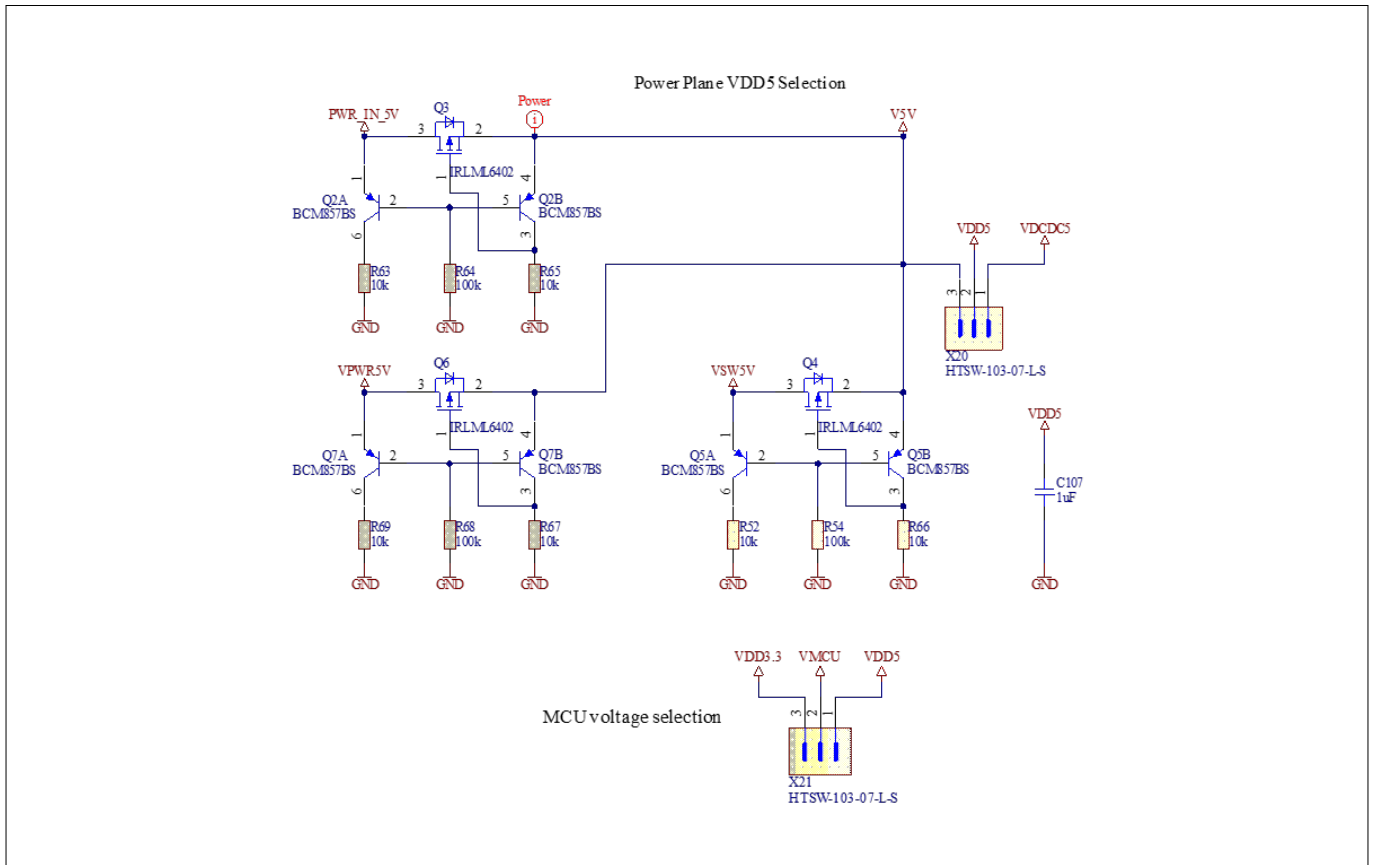 Power Plane VDD5 Selection
PWR_IN_5V
Q3
Power
i
V5V
3
2
1
IRLML6402
1
4
Q2A
BCM857BS
2
5
Q2B
BCM857BS
6
3
R63
10k
R64
100k
R65
10k
GND
GND
GND
VDD5
VDCDC5
3
2
1
X20
HTSW-103-07-L-S
VPWR5V
Q6
3
2
1
IRLML6402
1
4
Q7A
BCM857BS
2
5
Q7B
BCM857BS
6
3
R69
10k
R68
100k
R67
10k
GND
GND
GND
VSW5V
Q4
3
2
1
IRLML6402
1
4
Q5A
BCM857BS
2
5
Q5B
BCM857BS
6
3
R52
10k
R54
100k
R66
10k
GND
GND
GND
VDD5
C107
1uF
GND
VDD3.3
VMCU
VDD5
MCU voltage selection
3
2
1
X21
HTSW-103-07-L-S